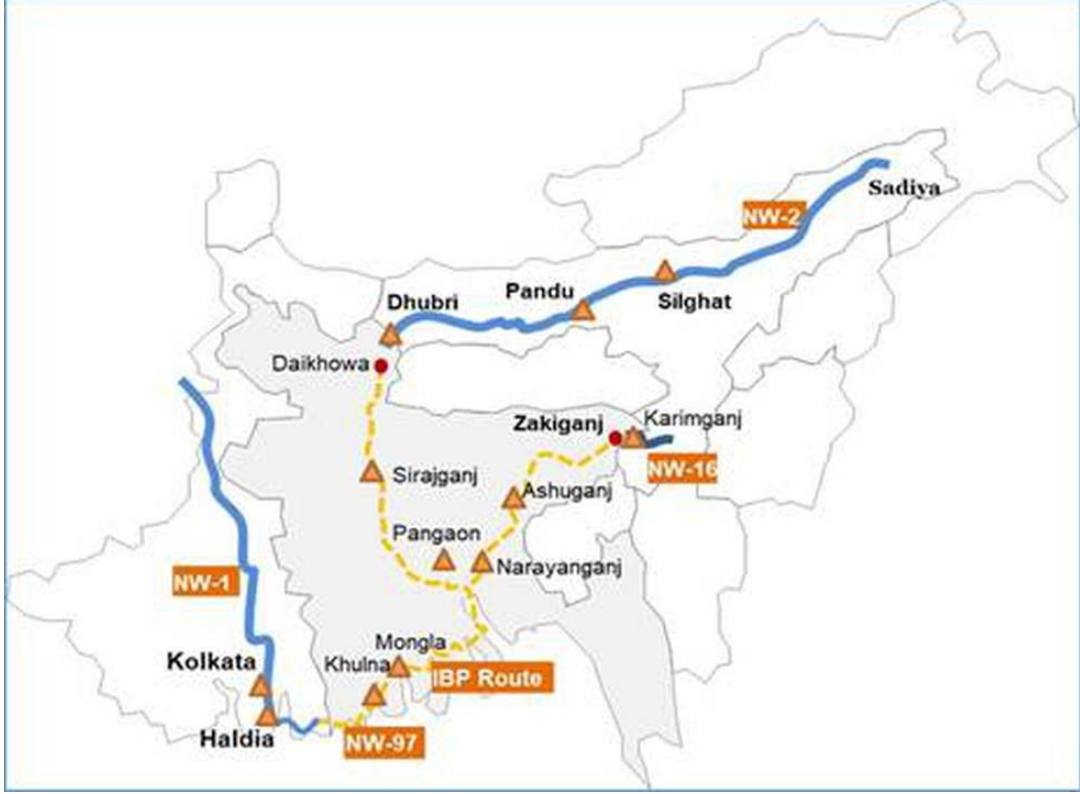 Sadiya
NW-2
Dhubri
Pandu
Silghat
Daikhowa
Zakiganj
Karimganj
NW-16
Sirajganj
Ashuganj
Pangaon
Narayanganj
NW-1
Mongla
Kolkata
Khulna
IBP Route
Haldia
NW-97